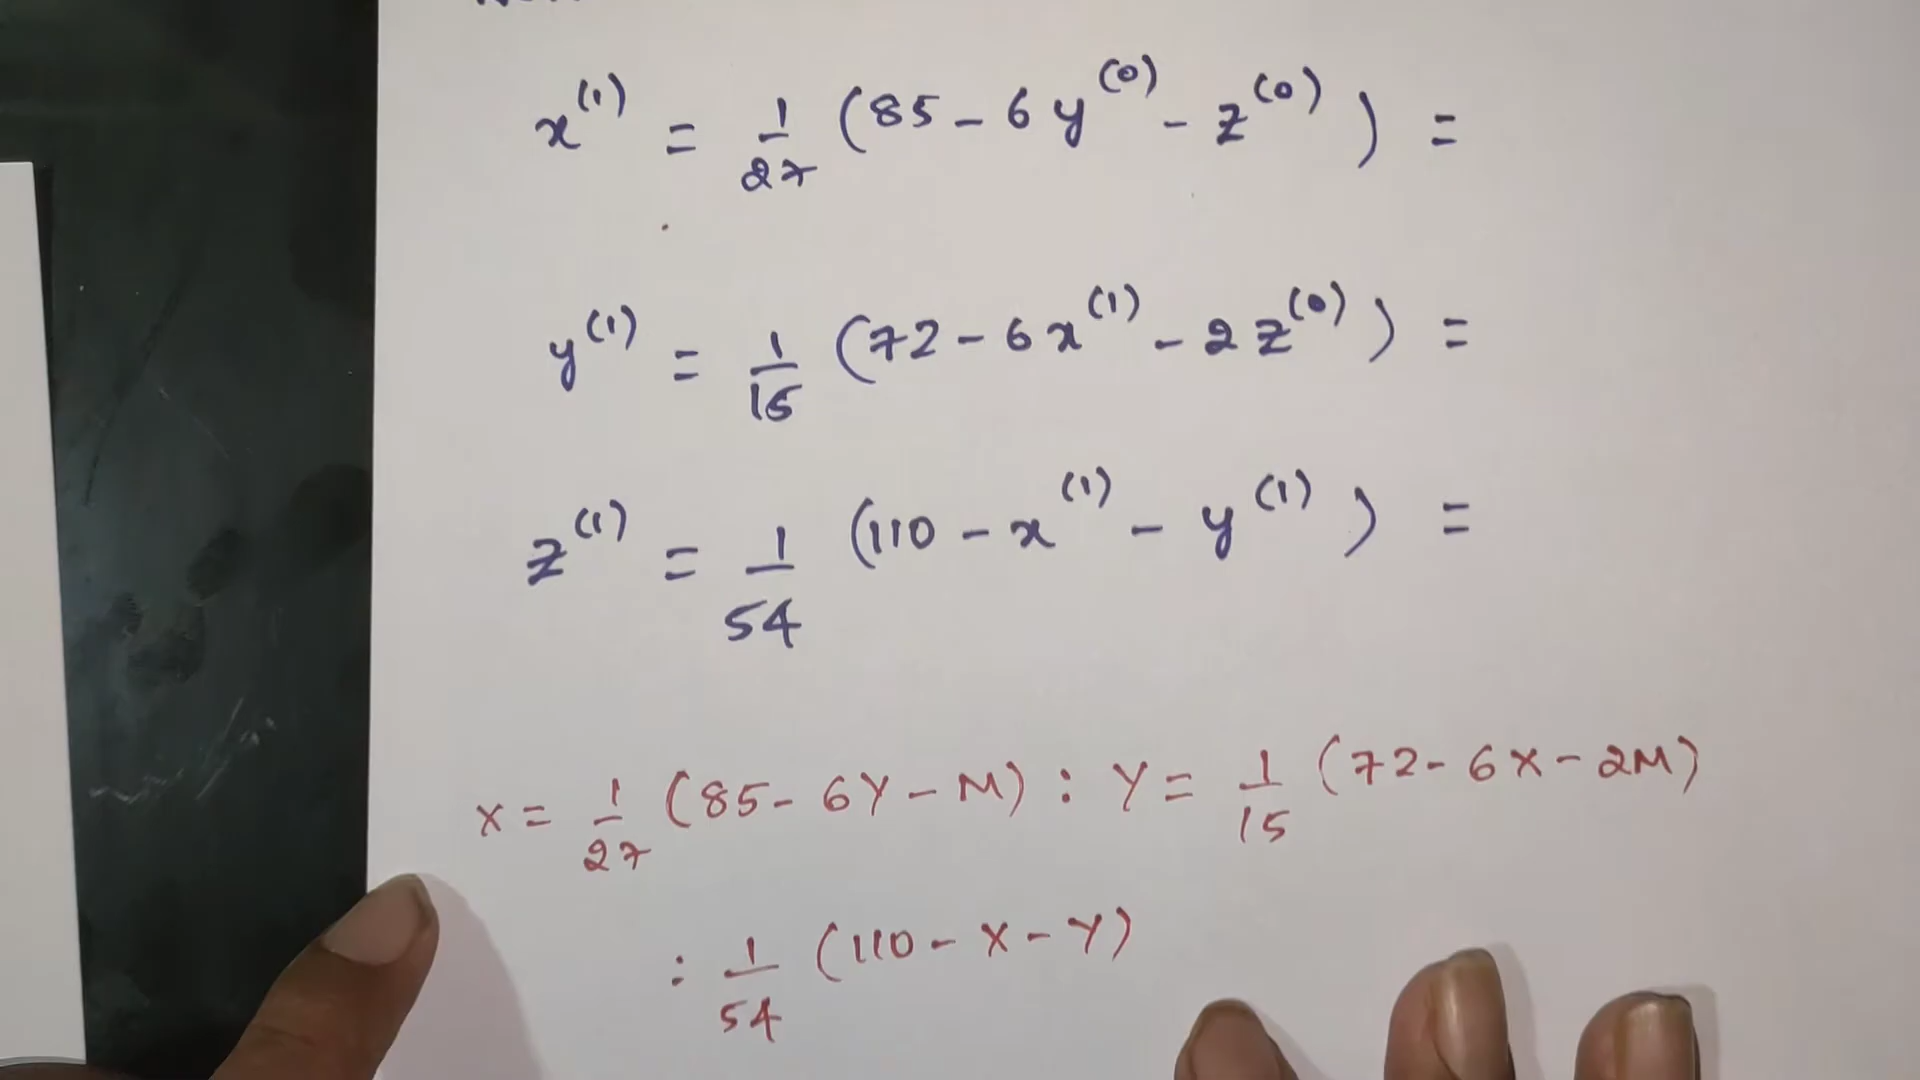 x^(1) = 1/27 (85 - 6y^(0) - z^(0)) =
y^(1) = 1/15 (72 - 6x^(1) - 2z^(0)) =
z^(1) = 1/54 (110 - x^(1) - y^(1)) =
X = 1/27 (85 - 6Y - M) : Y = 1/15 (72 - 6X - 2M)
: 1/54 (110 - X - Y)